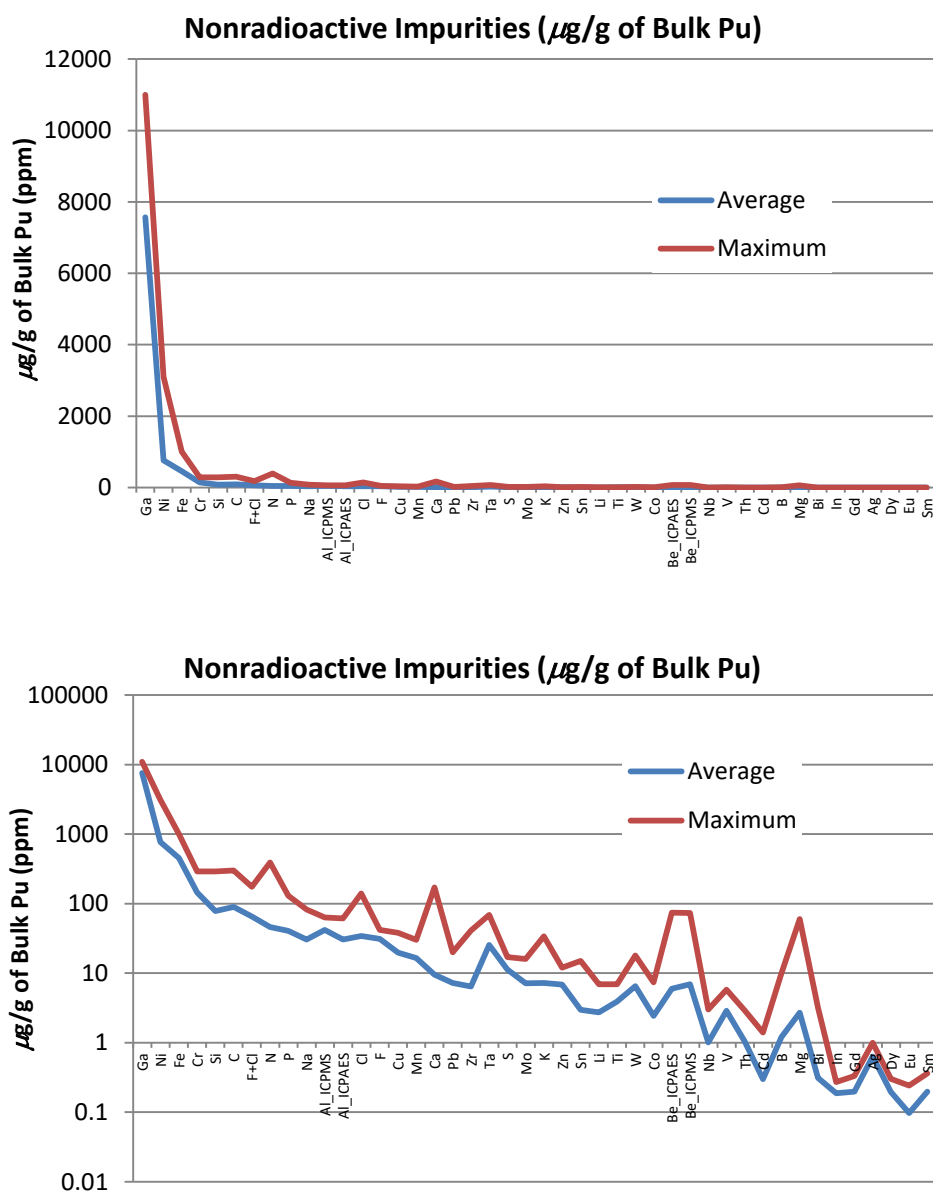 Nonradioactive Impurities (µg/g of Bulk Pu)
12000
10000
8000
6000
4000
2000
0
µg/g of Bulk Pu (ppm)
Average
Maximum
Ga Ni Fe Cr Si C F+Cl N P Na Al_ICPMS Al_ICPAES Cl F Cu Mn Ca Pb Zr Ta S Mo K Zn Sn Li Ti W Co Be_ICPAES Be_ICPMS Nb V Th Cd B Mg Bi In Gd Ag Dy Eu Sm
Nonradioactive Impurities (µg/g of Bulk Pu)
100000
10000
1000
100
10
1
0.1
0.01
µg/g of Bulk Pu (ppm)
Average
Maximum
Ga Ni Fe Cr Si C F+Cl N P Na Al_ICPMS Al_ICPAES Cl F Cu Mn Ca Pb Zr Ta S Mo K Zn Sn Li Ti W Co Be_ICPAES Be_ICPMS Nb V Th Cd B Mg Bi In Gd Ag Dy Eu Sm